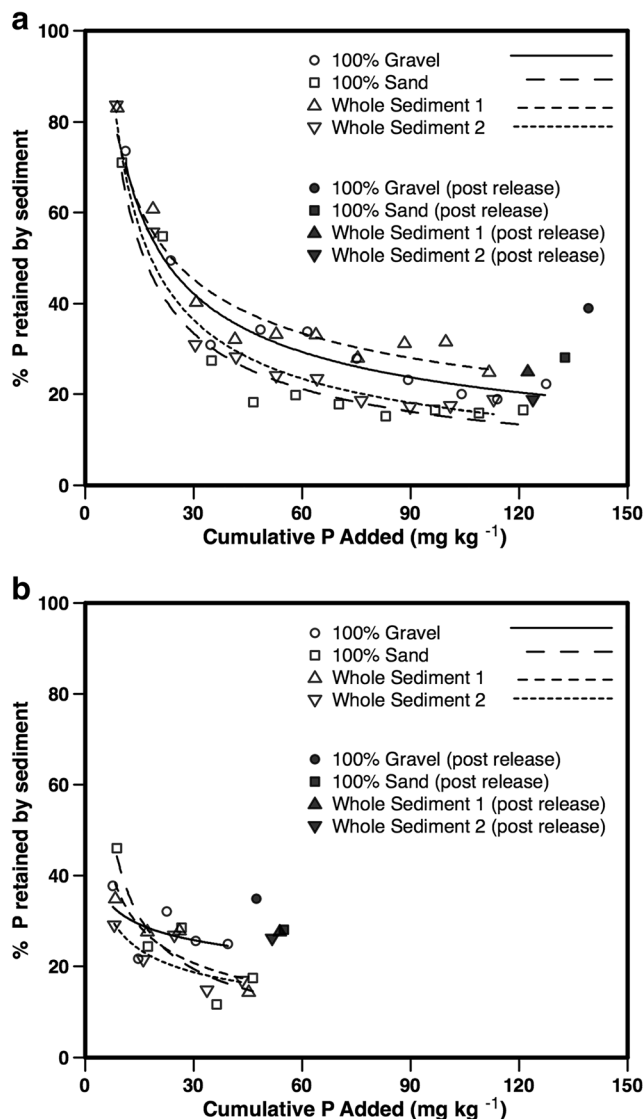 a
100
80
60
40
20
0
% P retained by sediment
100% Gravel
100% Sand
Whole Sediment 1
Whole Sediment 2
100% Gravel (post release)
100% Sand (post release)
Whole Sediment 1 (post release)
Whole Sediment 2 (post release)
0 30 60 90 120 150
Cumulative P Added (mg kg -1)
b
100
80
60
40
20
0
% P retained by sediment
100% Gravel
100% Sand
Whole Sediment 1
Whole Sediment 2
100% Gravel (post release)
100% Sand (post release)
Whole Sediment 1 (post release)
Whole Sediment 2 (post release)
0 30 60 90 120 150
Cumulative P Added (mg kg -1)